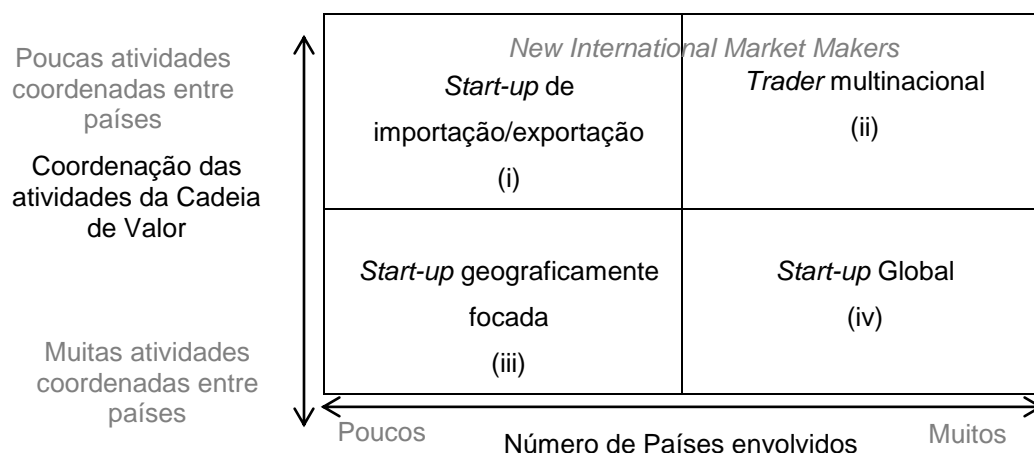 Poucas atividades
coordenadas entre
países
Coordenação das
atividades da Cadeia
de Valor
Muitas atividades
coordenadas entre
países
New International Market Makers
Start-up de
importação/exportação
(i)
Trader multinacional
(ii)
Start-up geograficamente
focada
(iii)
Start-up Global
(iv)
Poucos
Número de Países envolvidos
Muitos